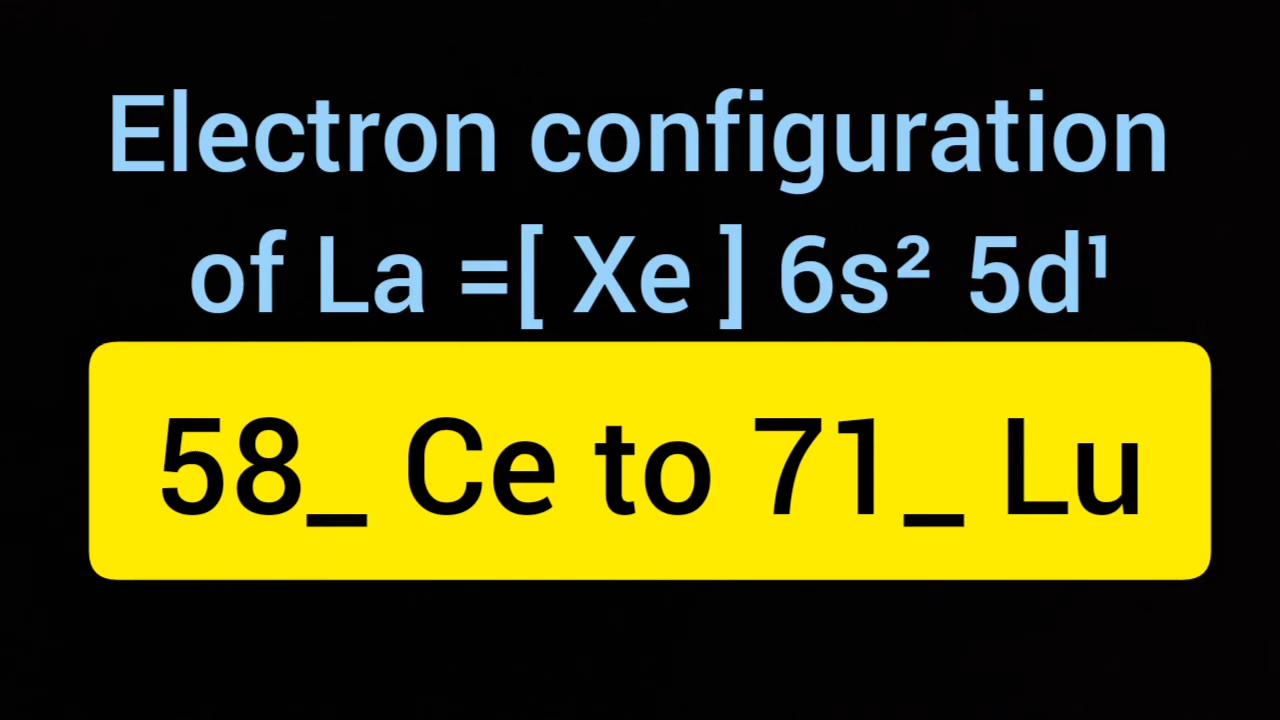 Electron configuration
of La =[ Xe ] 6s² 5d¹
58_ Ce to 71_ Lu